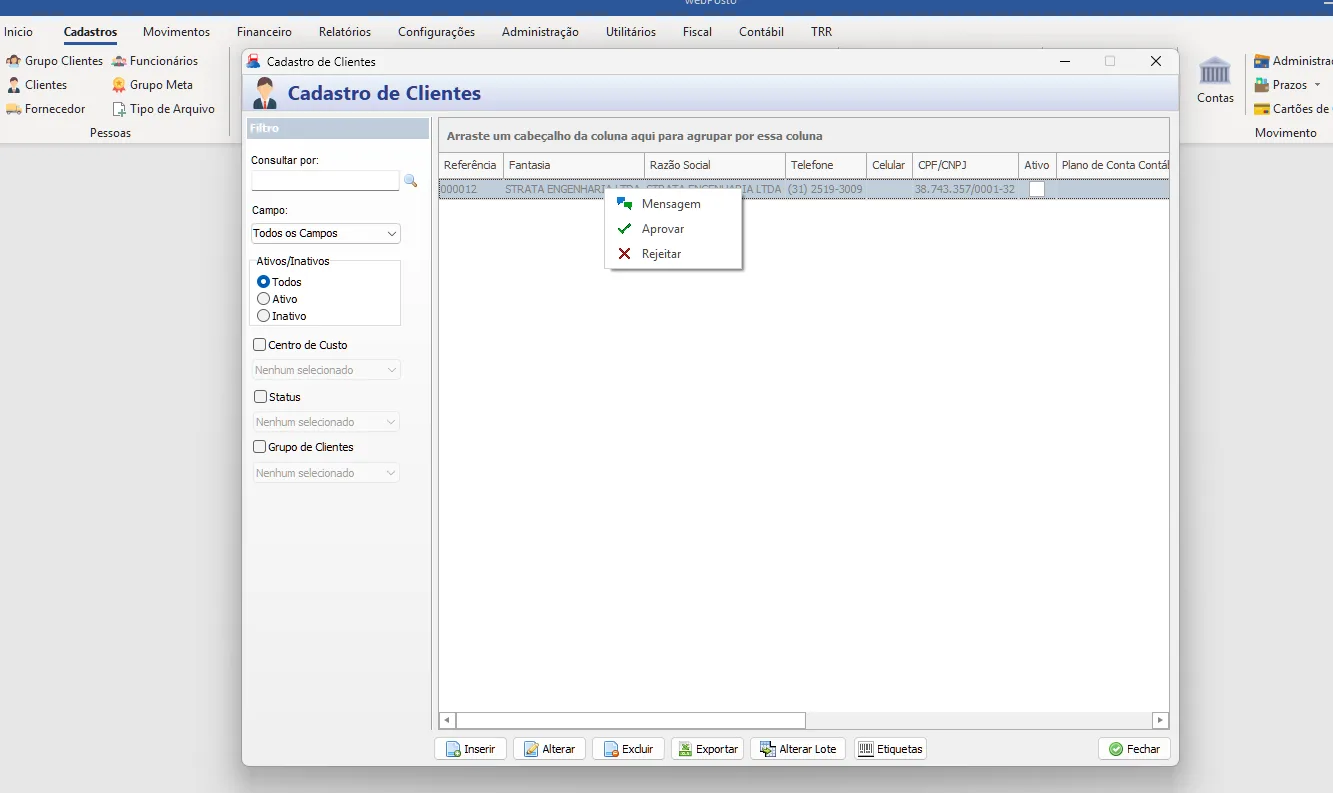 webPosto
Inicio Cadastros Movimentos Financeiro Relatórios Configurações Administração Utilitários Fiscal Contábil TRR
Grupo Clientes Funcionários
Clientes Grupo Meta
Fornecedor Tipo de Arquivo
Pessoas
Contas
Prazos
Cartões de
Movimento
Cadastro de Clientes
Cadastro de Clientes
Filtro
Consultar por:
Campo:
Todos os Campos
Ativos/Inativos
Todos
Ativo
Inativo
Centro de Custo
Nenhum selecionado
Status
Nenhum selecionado
Grupo de Clientes
Nenhum selecionado
Arraste um cabeçalho da coluna aqui para agrupar por essa coluna
Referência Fantasia Razão Social Telefone Celular CPF/CNPJ Ativo Plano de Conta Contáb
000012 STRATA ENGENHARIA LTDA STRATA ENGENHARIA LTDA (31) 2519-3009 38.743.357/0001-32
Mensagem
Aprovar
Rejeitar
Inserir Alterar Excluir Exportar Alterar Lote Etiquetas Fechar